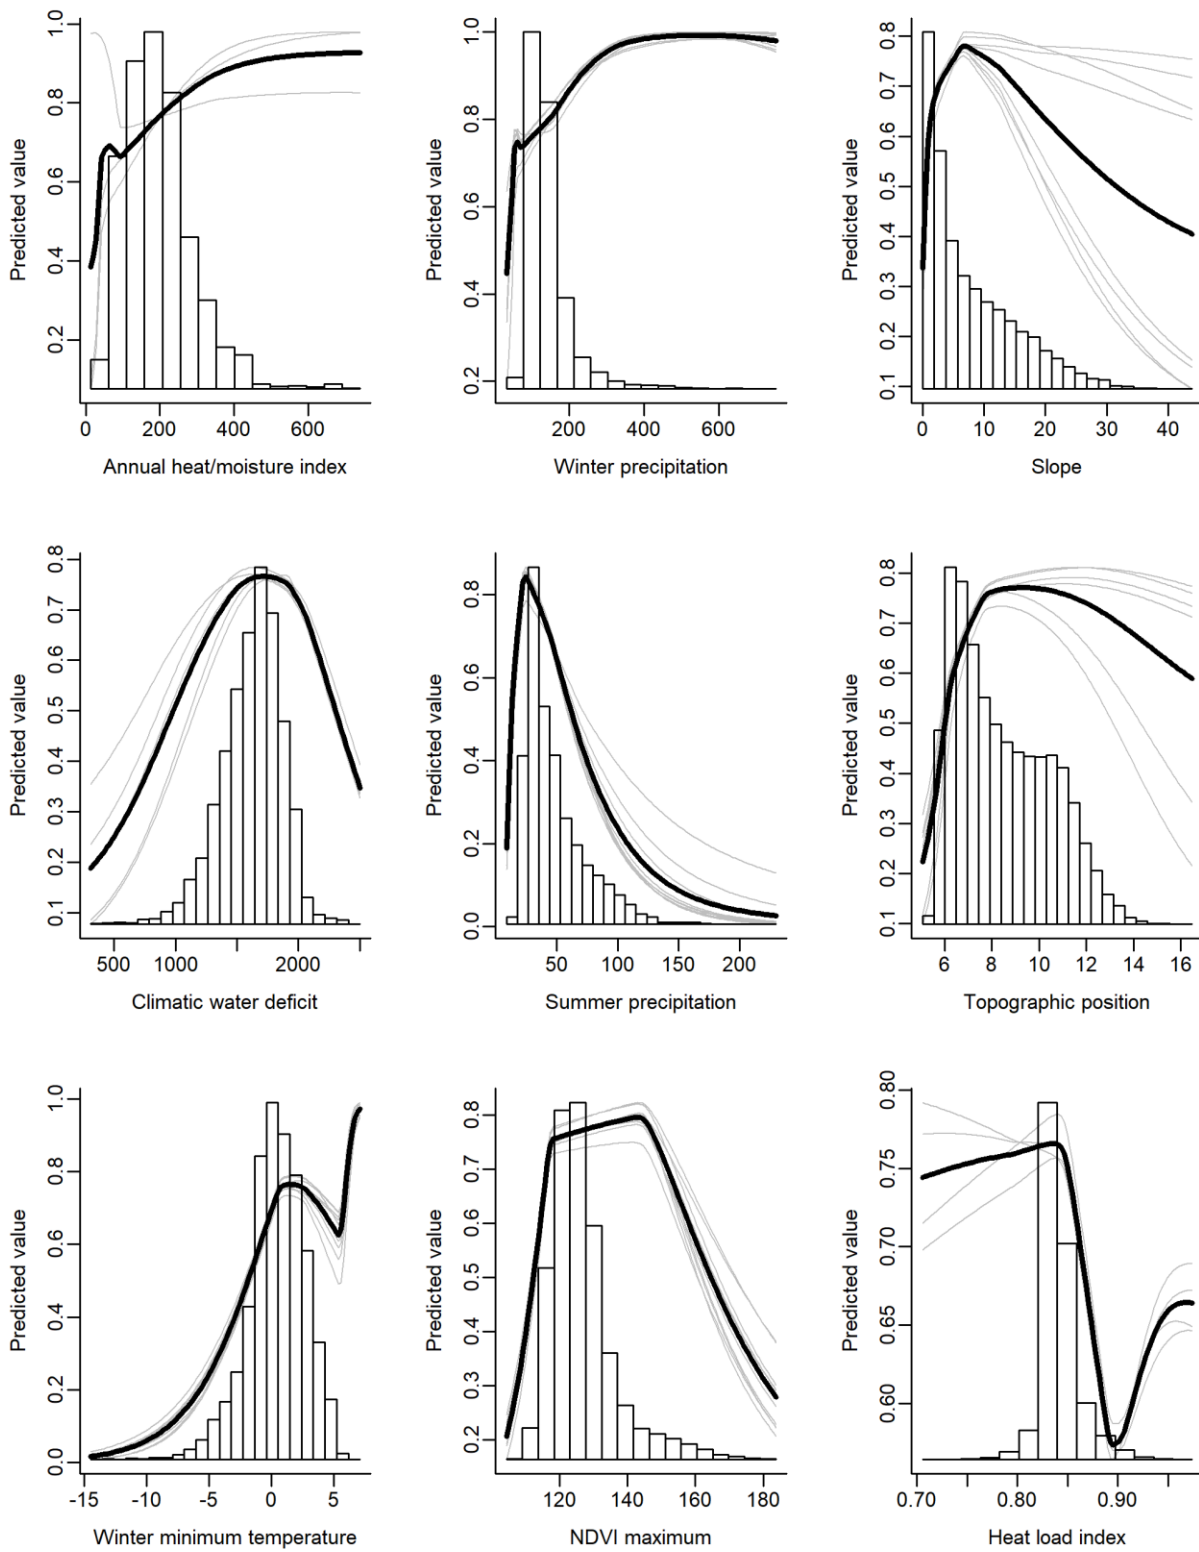 Predicted value
0.2 0.4 0.6 0.8 1.0
0 200 400 600
Annual heat/moisture index
Predicted value
0.2 0.4 0.6 0.8 1.0
200 400 600
Winter precipitation
Predicted value
0.1 0.2 0.3 0.4 0.5 0.6 0.7 0.8
0 10 20 30 40
Slope
Predicted value
0.1 0.2 0.3 0.4 0.5 0.6 0.7 0.8
500 1000 2000
Climatic water deficit
Predicted value
0.0 0.2 0.4 0.6 0.8
50 100 150 200
Summer precipitation
Predicted value
0.1 0.2 0.3 0.4 0.5 0.6 0.7 0.8
6 8 10 12 14 16
Topographic position
Predicted value
0.0 0.2 0.4 0.6 0.8 1.0
-15 -10 -5 0 5
Winter minimum temperature
Predicted value
0.2 0.3 0.4 0.5 0.6 0.7 0.8
120 140 160 180
NDVI maximum
Predicted value
0.60 0.65 0.70 0.75 0.80
0.70 0.80 0.90
Heat load index